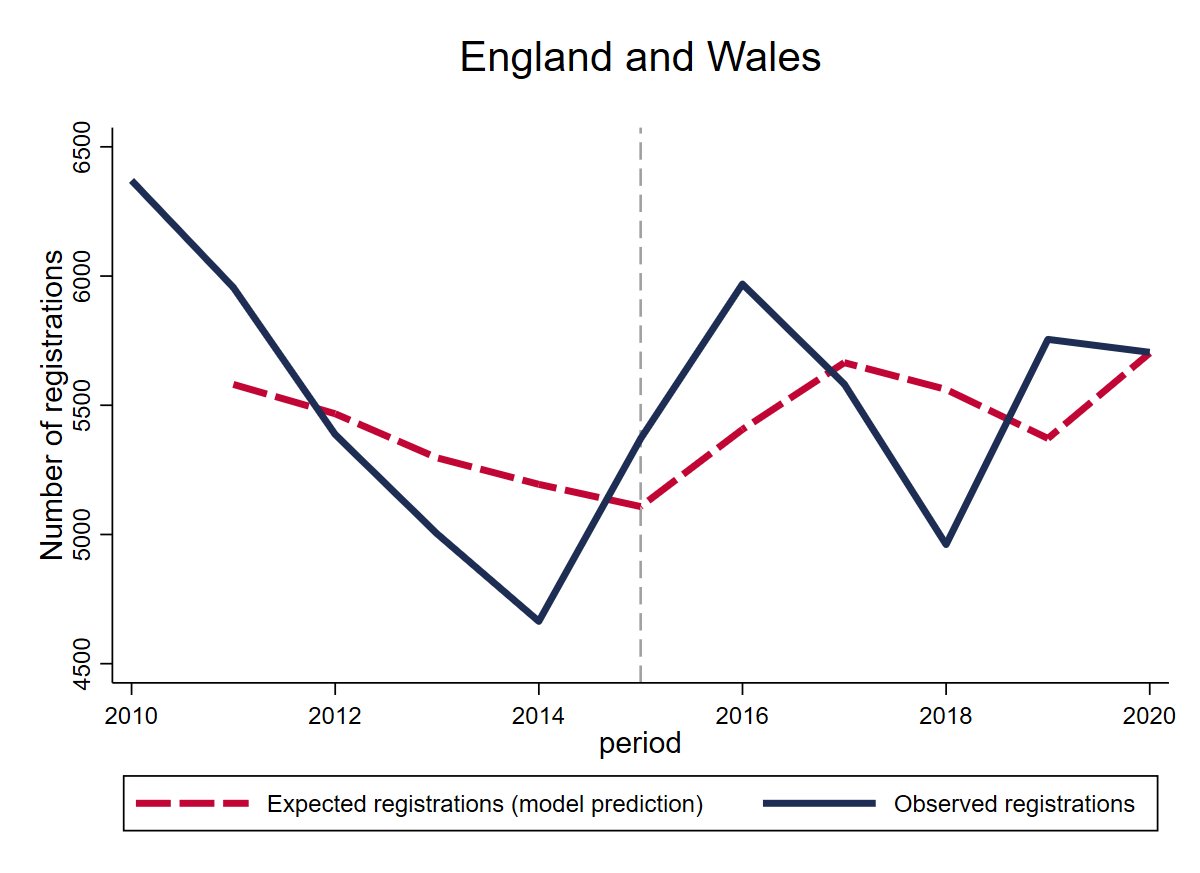 England and Wales
Number of registrations
6500
6000
5500
5000
4500
2010 2012 2014 2016 2018 2020
period
Expected registrations (model prediction) Observed registrations